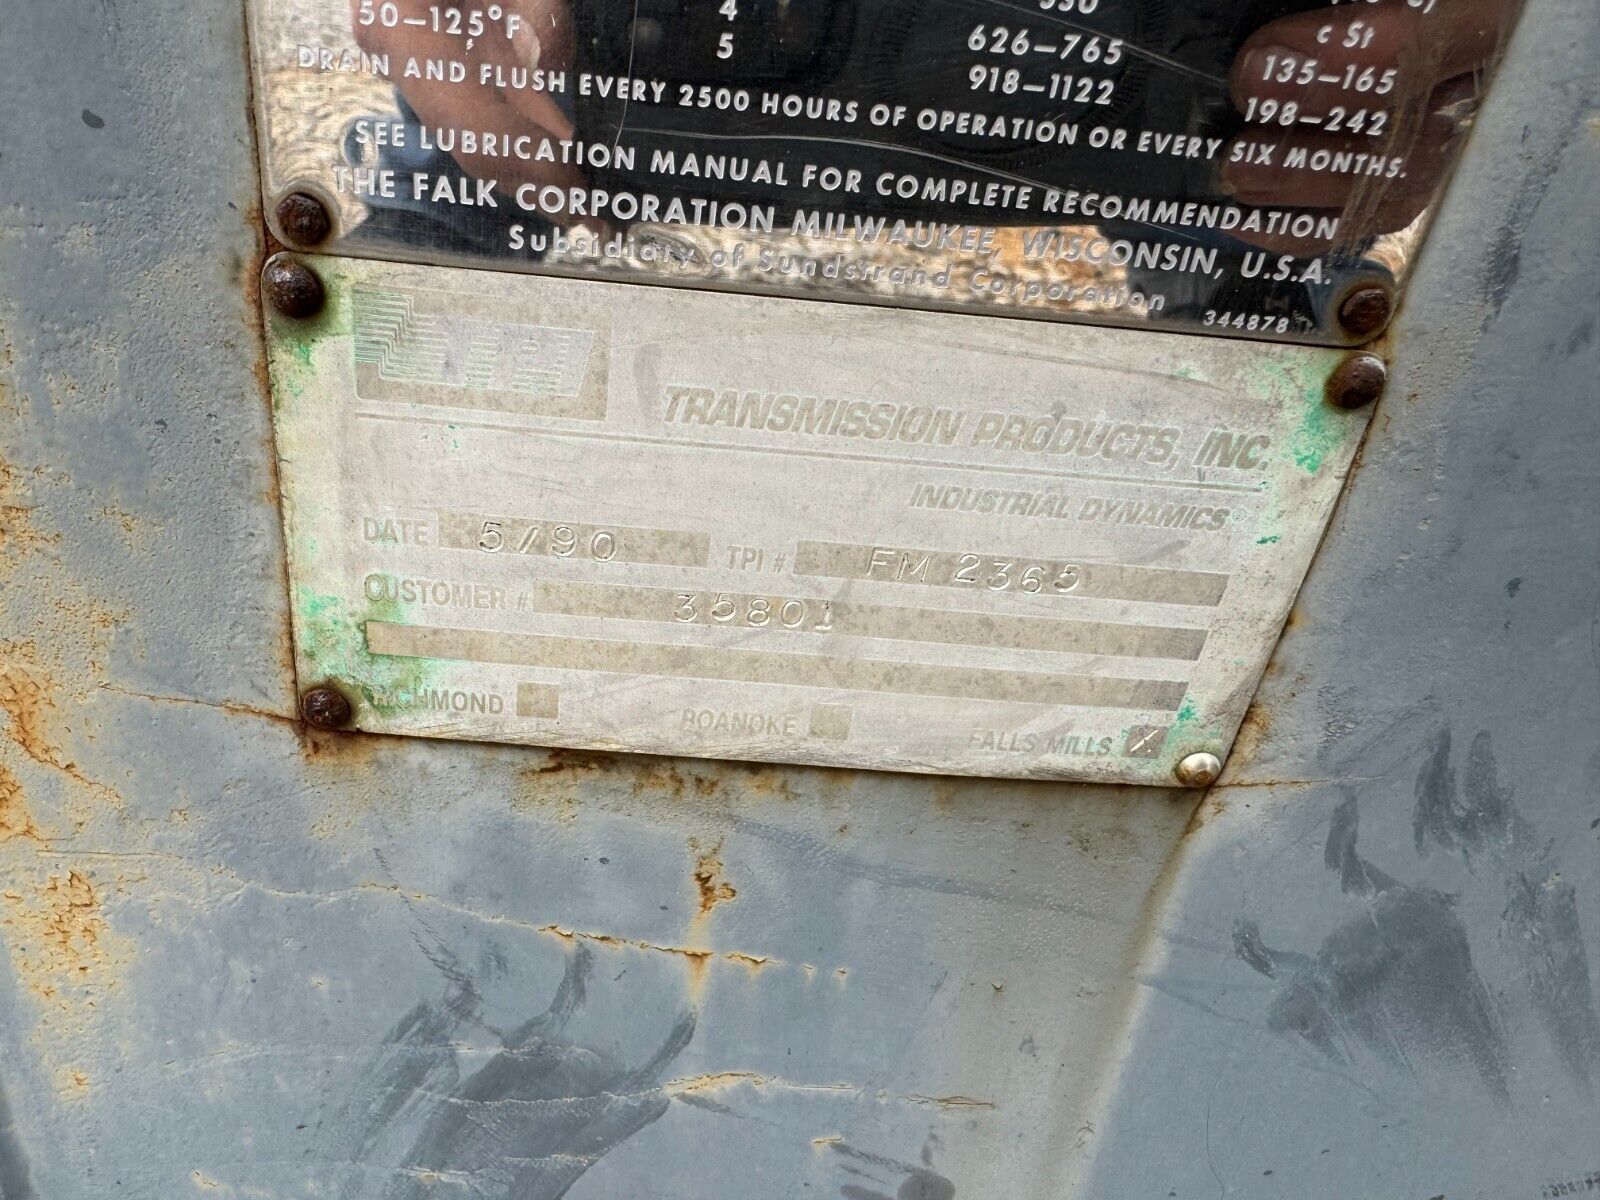 c St
50–125°F 4 626–765 135–165
5 918–1122 198–242
DRAIN AND FLUSH EVERY 2500 HOURS OF OPERATION OR EVERY SIX MONTHS.
SEE LUBRICATION MANUAL FOR COMPLETE RECOMMENDATION
THE FALK CORPORATION MILWAUKEE, WISCONSIN, U.S.A.
Subsidiary of Sundstrand Corporation
344878
TPI
TRANSMISSION PRODUCTS, INC.
INDUSTRIAL DYNAMICS
DATE 5/90 TPI # FM 2365
CUSTOMER # 35801
RICHMOND ROANOKE FALLS MILLS X